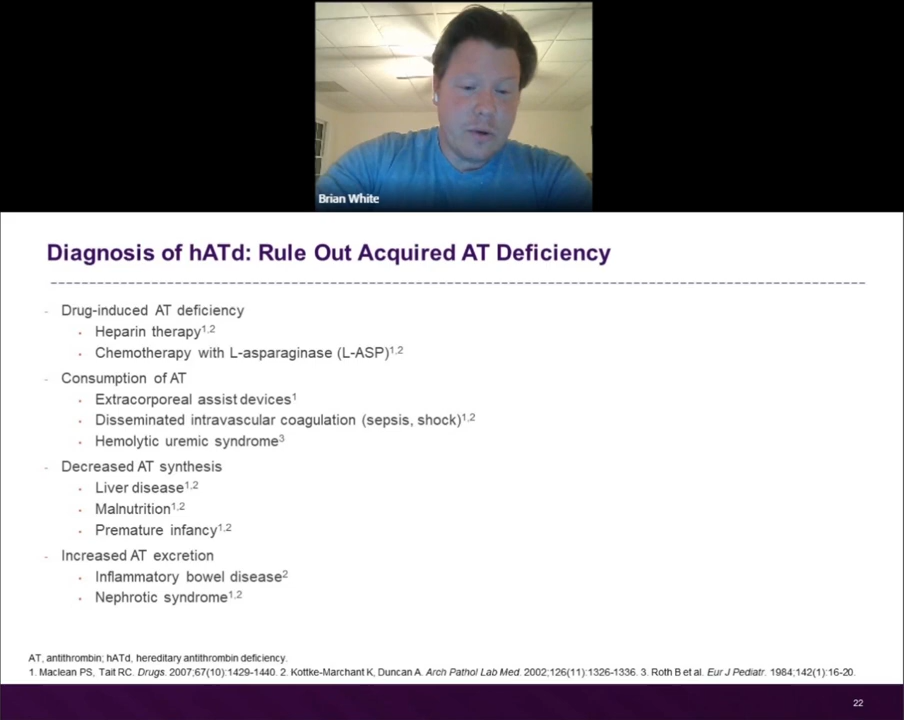 Brian White
Diagnosis of hATd: Rule Out Acquired AT Deficiency
- Drug-induced AT deficiency
· Heparin therapy1,2
· Chemotherapy with L-asparaginase (L-ASP)1,2
- Consumption of AT
· Extracorporeal assist devices1
· Disseminated intravascular coagulation (sepsis, shock)1,2
· Hemolytic uremic syndrome3
- Decreased AT synthesis
· Liver disease1,2
· Malnutrition1,2
· Premature infancy1,2
- Increased AT excretion
· Inflammatory bowel disease2
· Nephrotic syndrome1,2
AT, antithrombin; hATd, hereditary antithrombin deficiency.
1. Maclean PS, Tait RC. Drugs. 2007;67(10):1429-1440. 2. Kottke-Marchant K, Duncan A. Arch Pathol Lab Med. 2002;126(11):1326-1336. 3. Roth B et al. Eur J Pediatr. 1984;142(1):16-20.
22